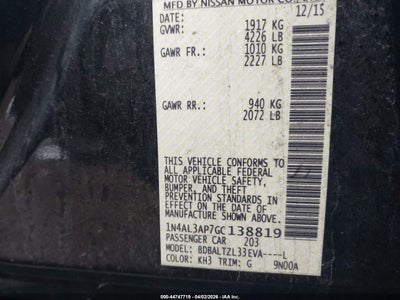 MFD BY NISSAN MOTOR CO
DATE: 12/15
GVWR: 1917 KG
4226 LB
GAWR FR: 1010 KG
2227 LB
GAWR RR: 940 KG
2072 LB
THIS VEHICLE CONFORMS TO
ALL APPLICABLE FEDERAL
MOTOR VEHICLE SAFETY,
BUMPER, AND THEFT
PREVENTION STANDARDS
IN EFFECT ON THE DATE OF
MANUFACTURE SHOWN ABOVE.
1N4AL3AP7GC138819
PASSENGER CAR 203
MODEL: BDBALTZL33EVA----L
COLOR: KH3 TRIM: G 9N00A
000-44747719 - 04/02/2026 - 000-000